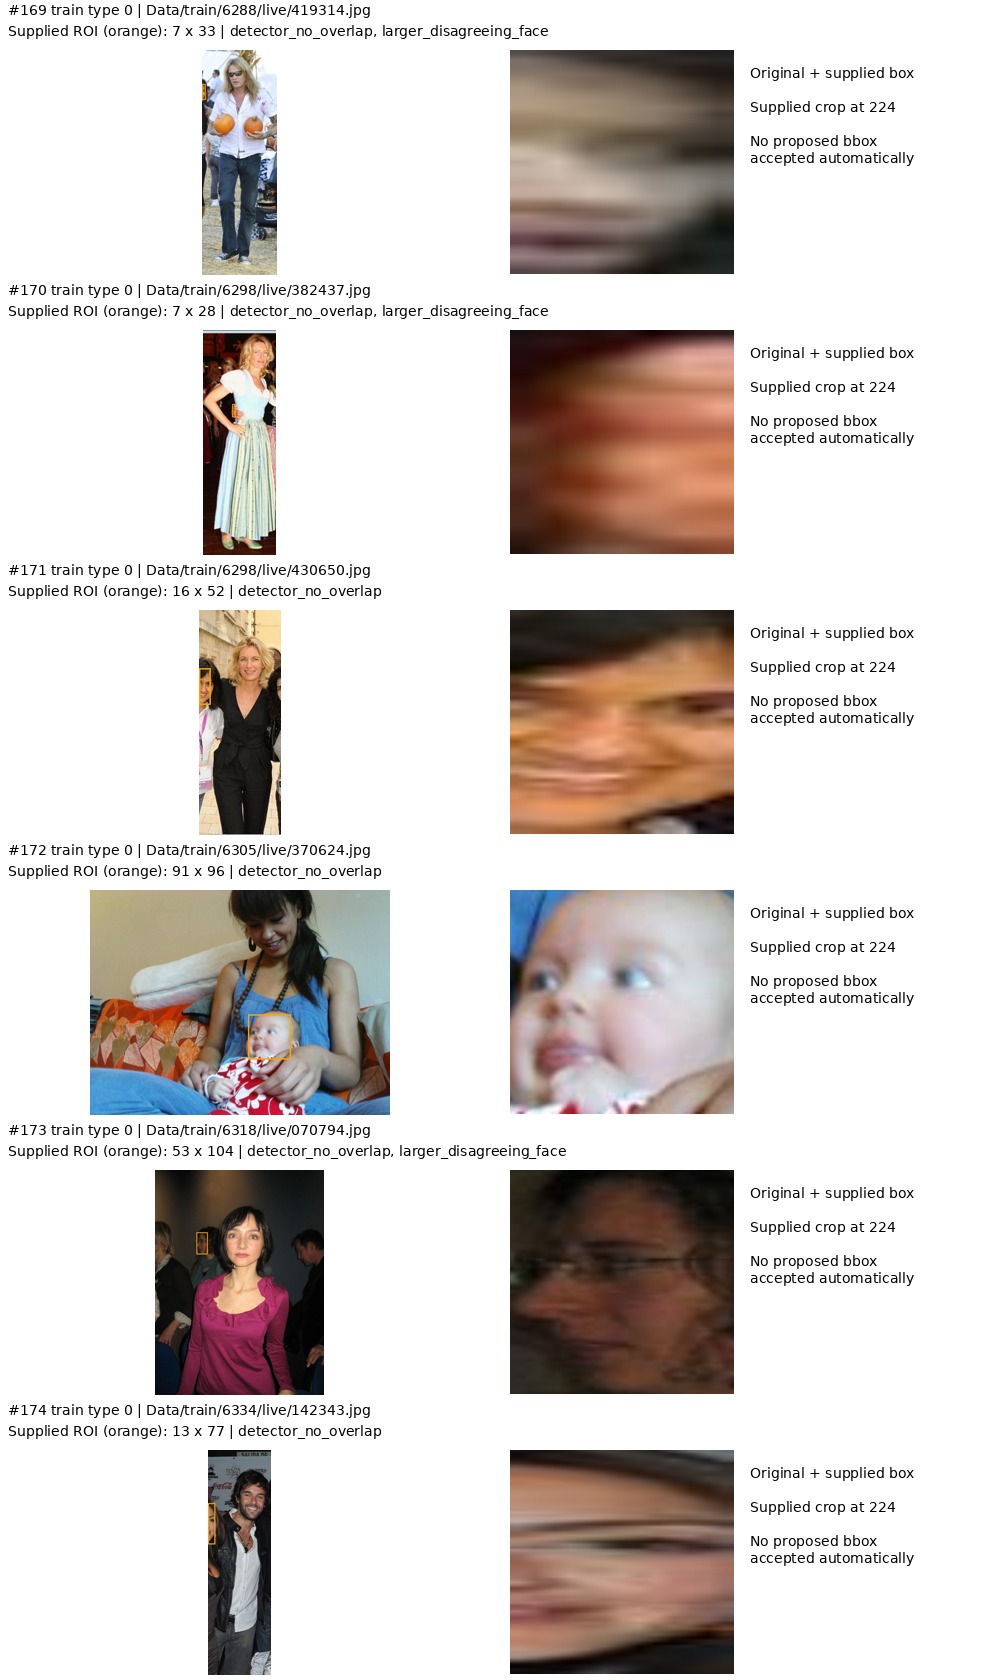 #169 train type 0 | Data/train/6288/live/419314.jpg
Supplied ROI (orange): 7 x 33 | detector_no_overlap, larger_disagreeing_face
Original + supplied box
Supplied crop at 224
No proposed bbox
accepted automatically
#170 train type 0 | Data/train/6298/live/382437.jpg
Supplied ROI (orange): 7 x 28 | detector_no_overlap, larger_disagreeing_face
Original + supplied box
Supplied crop at 224
No proposed bbox
accepted automatically
#171 train type 0 | Data/train/6298/live/430650.jpg
Supplied ROI (orange): 16 x 52 | detector_no_overlap
Original + supplied box
Supplied crop at 224
No proposed bbox
accepted automatically
#172 train type 0 | Data/train/6305/live/370624.jpg
Supplied ROI (orange): 91 x 96 | detector_no_overlap
Original + supplied box
Supplied crop at 224
No proposed bbox
accepted automatically
#173 train type 0 | Data/train/6318/live/070794.jpg
Supplied ROI (orange): 53 x 104 | detector_no_overlap, larger_disagreeing_face
Original + supplied box
Supplied crop at 224
No proposed bbox
accepted automatically
#174 train type 0 | Data/train/6334/live/142343.jpg
Supplied ROI (orange): 13 x 77 | detector_no_overlap
Original + supplied box
Supplied crop at 224
No proposed bbox
accepted automatically